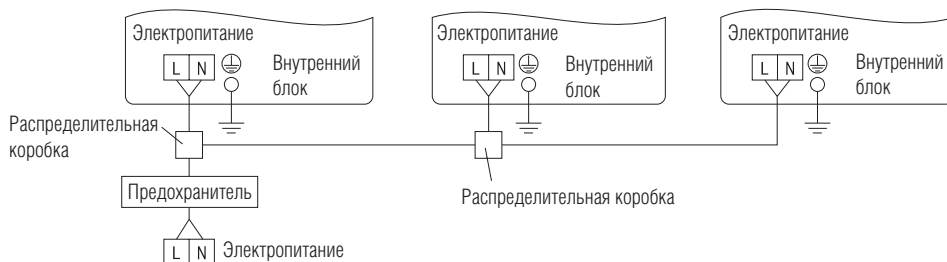 Электропитание
L N
Внутренний
блок
Электропитание
L N
Внутренний
блок
Электропитание
L N
Внутренний
блок
Распределительная
коробка
Предохранитель
Распределительная коробка
L N Электропитание